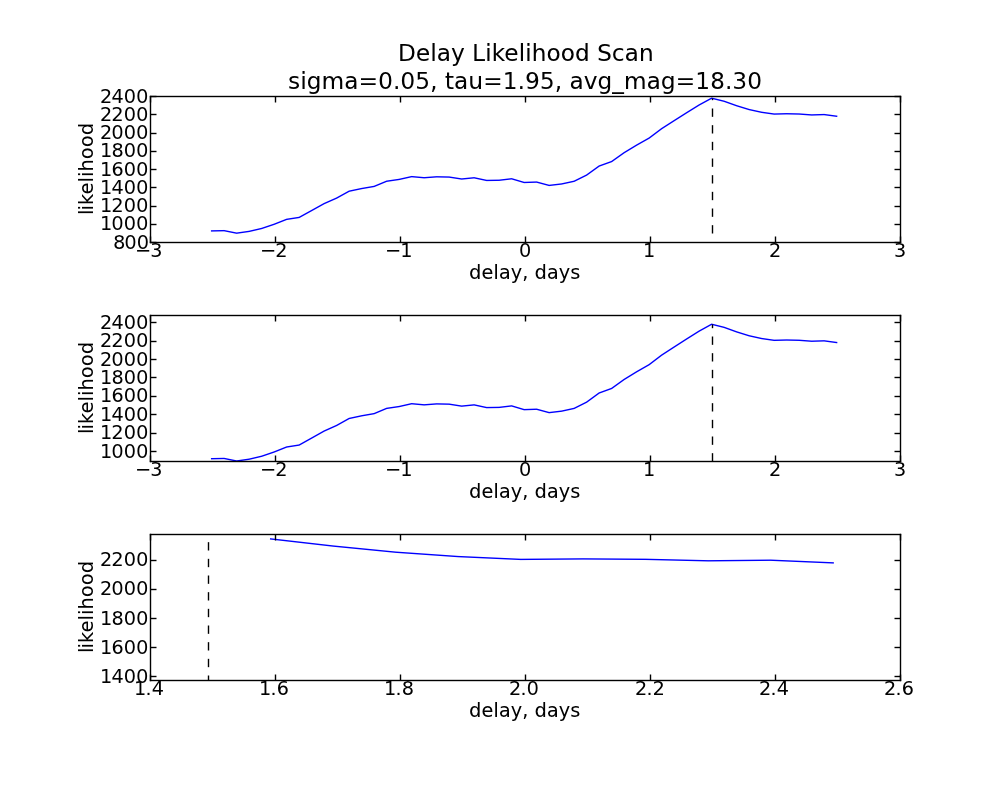 Delay Likelihood Scan
sigma=0.05, tau=1.95, avg_mag=18.30
2400
2200
2000
1800
1600
1400
1200
1000
800
likelihood
−3 −2 −1 0 1 2 3
delay, days
2400
2200
2000
1800
1600
1400
1200
1000
likelihood
−3 −2 −1 0 1 2 3
delay, days
2200
2000
1800
1600
1400
likelihood
1.4 1.6 1.8 2.0 2.2 2.4 2.6
delay, days